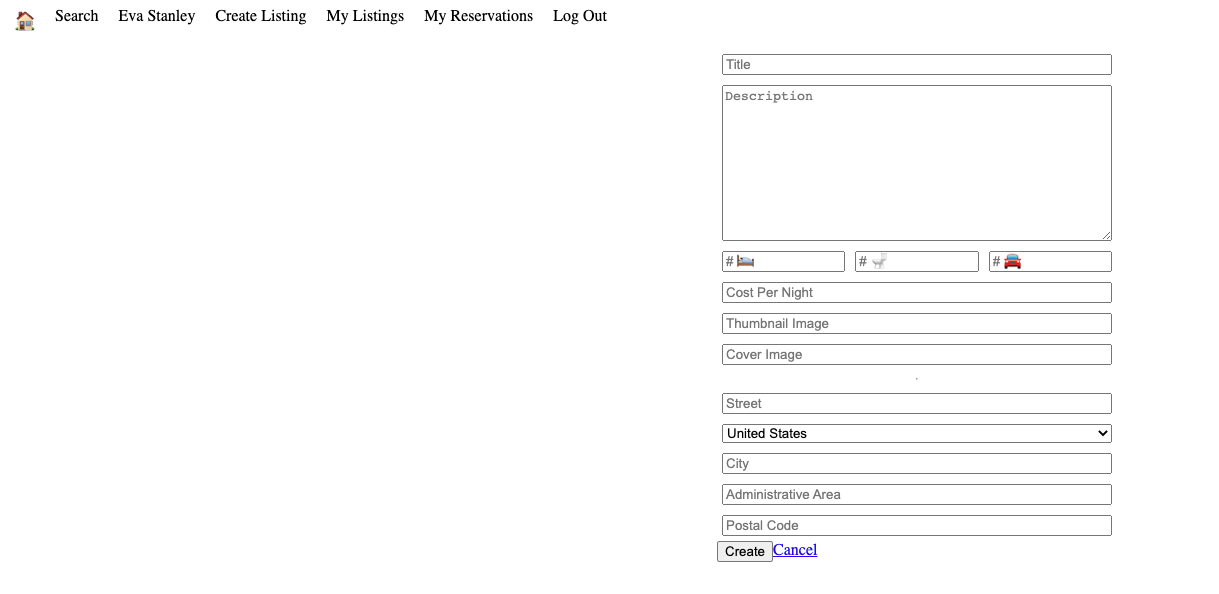 Search Eva Stanley Create Listing My Listings My Reservations Log Out
Title
Description
# # #
Cost Per Night
Thumbnail Image
Cover Image
Street
United States
City
Administrative Area
Postal Code
Create Cancel